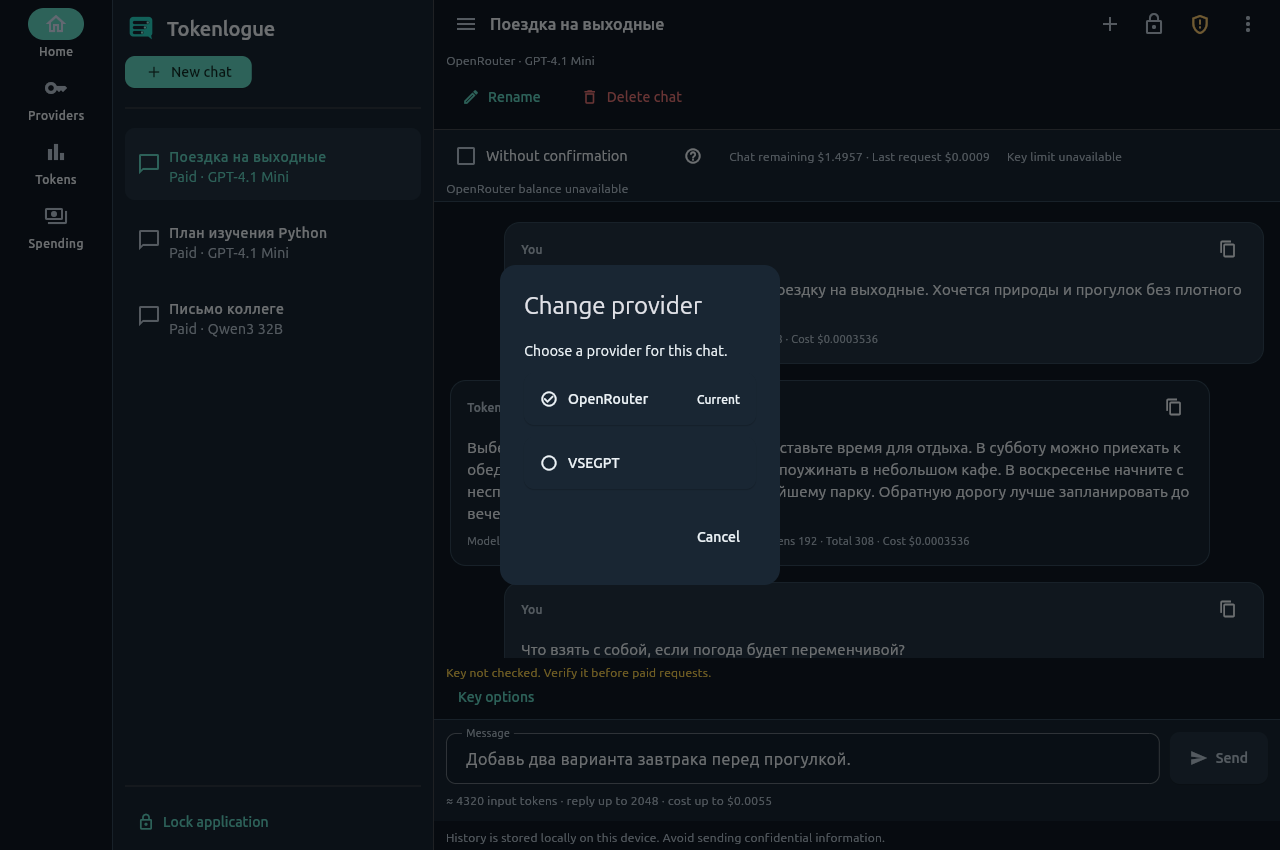 Home
Providers
Tokens
Spending
Tokenlogue
New chat
Поездка на выходные
Paid · GPT-4.1 Mini
План изучения Python
Paid · GPT-4.1 Mini
Письмо коллеге
Paid · Qwen3 32B
Lock application
Поездка на выходные
OpenRouter · GPT-4.1 Mini
Rename
Delete chat
Without confirmation
Chat remaining $1.4957 · Last request $0.0009
Key limit unavailable
OpenRouter balance unavailable
You
на выходные. Хочется природы и прогулок без плотного
· Cost $0.0003536
Change provider
Choose a provider for this chat.
OpenRouter
Current
VSEGPT
Cancel
время для отдыха. В субботу можно приехать к
поужинать в небольшом кафе. В воскресенье начните с
парку. Обратную дорогу лучше запланировать до
Model
192 · Total 308 · Cost $0.0003536
You
Что взять с собой, если погода будет переменчивой?
Key not checked. Verify it before paid requests.
Key options
Message
Добавь два варианта завтрака перед прогулкой.
Send
≈ 4320 input tokens · reply up to 2048 · cost up to $0.0055
History is stored locally on this device. Avoid sending confidential information.